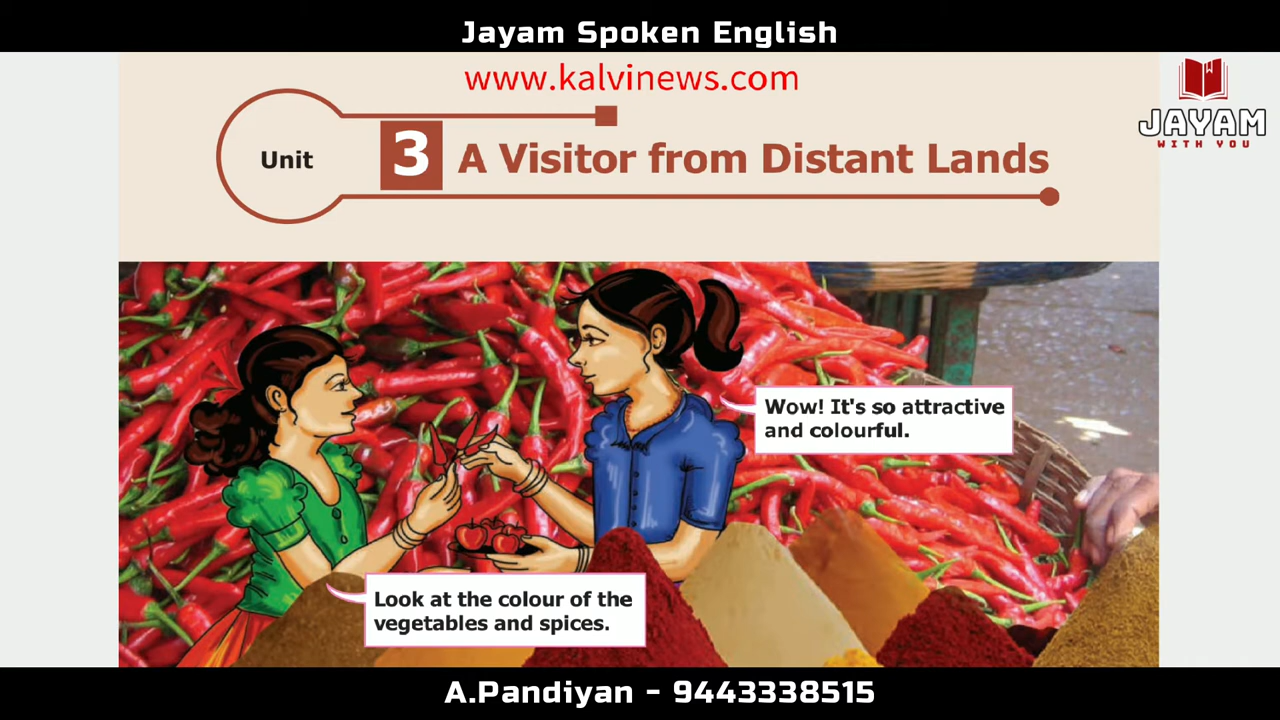 Jayam Spoken English
www.kalvinews.com
JAYAM
WITH YOU
Unit 3 A Visitor from Distant Lands
Wow! It's so attractive
and colourful.
Look at the colour of the
vegetables and spices.
A.Pandiyan - 9443338515